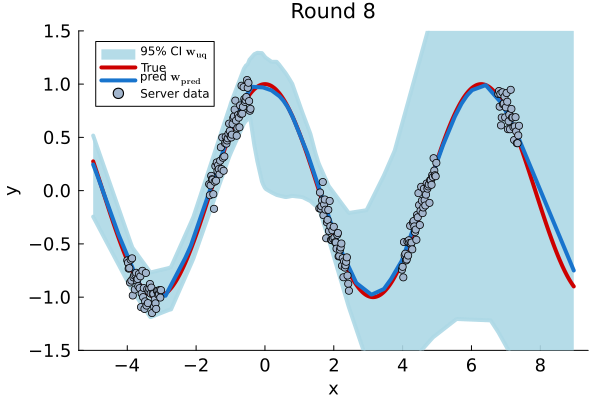 Round 8
1.5
1.0
0.5
0.0
−0.5
−1.0
−1.5
y
95% CI w_uq
True
pred w_pred
Server data
−4 −2 0 2 4 6 8
x